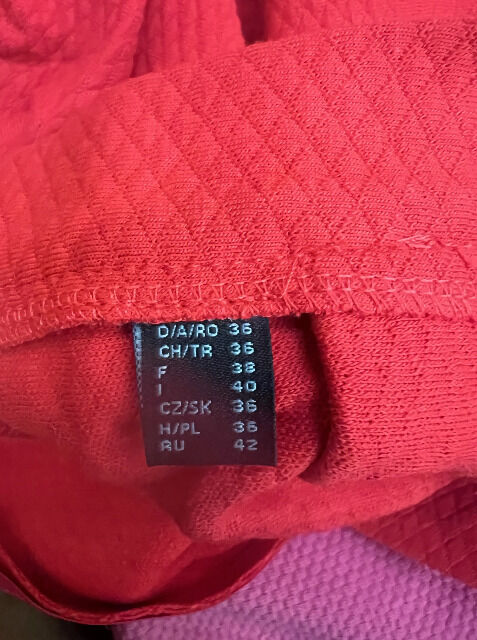 D/A/RO 36
CH/TR 36
F 38
I 40
CZ/SK 36
H/PL 36
RU 42